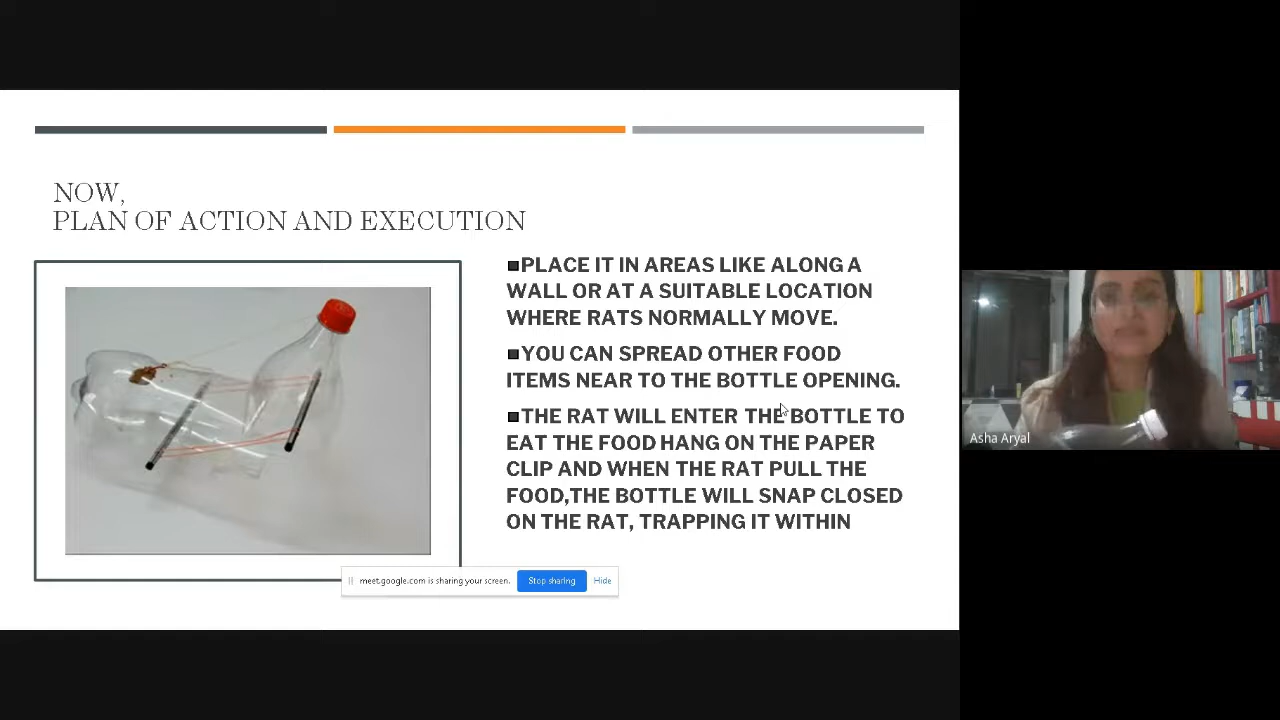 NOW,
PLAN OF ACTION AND EXECUTION
PLACE IT IN AREAS LIKE ALONG A
WALL OR AT A SUITABLE LOCATION
WHERE RATS NORMALLY MOVE.
YOU CAN SPREAD OTHER FOOD
ITEMS NEAR TO THE BOTTLE OPENING.
THE RAT WILL ENTER THE BOTTLE TO
EAT THE FOOD HANG ON THE PAPER
CLIP AND WHEN THE RAT PULL THE
FOOD,THE BOTTLE WILL SNAP CLOSED
ON THE RAT, TRAPPING IT WITHIN
meet.google.com is sharing your screen. Stop sharing Hide
Asha Aryal